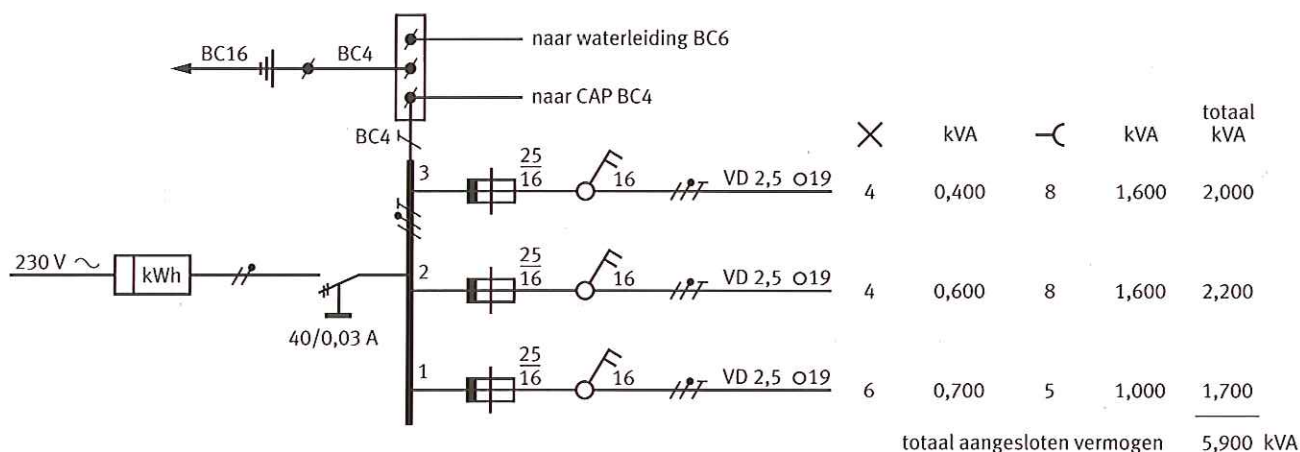 naar waterleiding BC6
BC16 BC4
naar CAP BC4
BC4
totaal
kVA kVA kVA
3 25 16 16 VD 2,5 O19 4 0,400 8 1,600 2,000
230 V kWh
40/0,03 A
2 25 16 16 VD 2,5 O19 4 0,600 8 1,600 2,200
1 25 16 16 VD 2,5 O19 6 0,700 5 1,000 1,700
totaal aangesloten vermogen 5,900 kVA